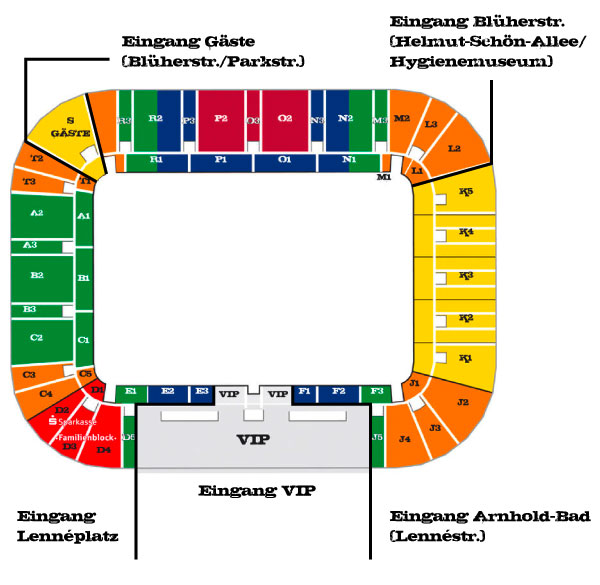 Eingang Blüherstr.
(Helmut-Schön-Allee/
Hygienemuseum)
Eingang Gäste
(Blüherstr./Parkstr.)
S
GÄSTE
R3
R2
P3
P2
O3
O2
N3
N2
M3
M2
L3
L2
R1
P1
O1
N1
M1
L1
T2
T3
T1
A2
A1
A3
B2
B1
B3
C2
C1
C3
C5
C4
K5
K4
K3
K2
K1
D1
D2
Sparkasse
-Familienblock-
D3
D4
D5
E1
E2
E3
VIP
VIP
F1
F2
F3
J1
J2
J3
J4
J5
VIP
Eingang VIP
Eingang
Lennéplatz
Eingang Arnhold-Bad
(Lennéstr.)